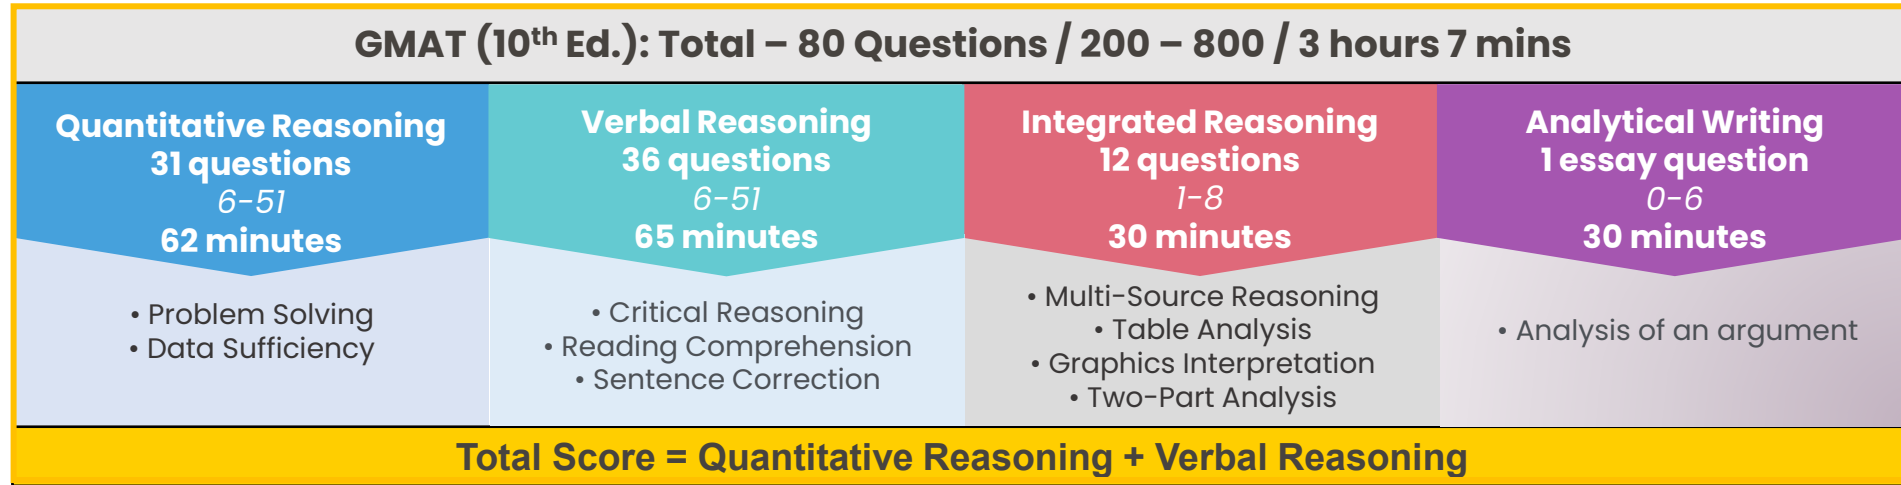 GMAT (10th Ed.): Total – 80 Questions / 200 – 800 / 3 hours 7 mins
Quantitative Reasoning
31 questions
6-51
62 minutes
• Problem Solving
• Data Sufficiency
Verbal Reasoning
36 questions
6-51
65 minutes
• Critical Reasoning
• Reading Comprehension
• Sentence Correction
Integrated Reasoning
12 questions
1-8
30 minutes
• Multi-Source Reasoning
• Table Analysis
• Graphics Interpretation
• Two-Part Analysis
Analytical Writing
1 essay question
0-6
30 minutes
• Analysis of an argument
Total Score = Quantitative Reasoning + Verbal Reasoning